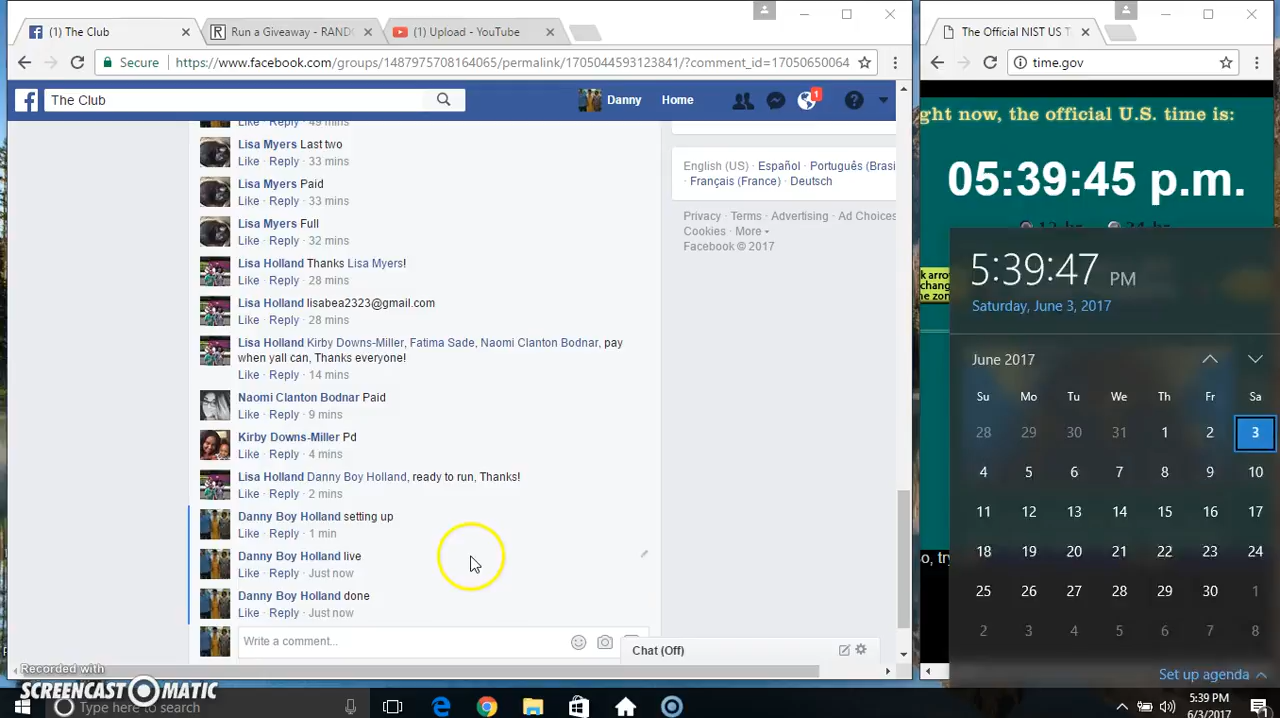 (1) The Club
Run a Giveaway - RAND
(1) Upload - YouTube
The Official NIST US T
Secure
https://www.facebook.com/groups/1487975708164065/permalink/1705044593123841/?comment_id=17050650064
time.gov
The Club
Danny
Home
1
49 mins
Lisa Myers Last two
Like · Reply · 33 mins
Lisa Myers Paid
Like · Reply · 33 mins
Lisa Myers Full
Like · Reply · 32 mins
Lisa Holland Thanks Lisa Myers!
Like · Reply · 28 mins
Lisa Holland lisabea2323@gmail.com
Like · Reply · 28 mins
Lisa Holland Kirby Downs-Miller, Fatima Sade, Naomi Clanton Bodnar, pay
when yall can, Thanks everyone!
Like · Reply · 14 mins
Naomi Clanton Bodnar Paid
Like · Reply · 9 mins
Kirby Downs-Miller Pd
Like · Reply · 4 mins
Lisa Holland Danny Boy Holland, ready to run, Thanks!
Like · Reply · 2 mins
Danny Boy Holland setting up
Like · Reply · 1 min
Danny Boy Holland live
Like · Reply · Just now
Danny Boy Holland done
Like · Reply · Just now
Write a comment...
English (US) · Español · Português (Brasi
· Français (France) · Deutsch
Privacy · Terms · Advertising · Ad Choices
Cookies · More
Facebook © 2017
Chat (Off)
ght now, the official U.S. time is:
05:39:45 p.m.
k arro
chang
he zon
o, try
5:39:47 PM
Saturday, June 3, 2017
June 2017
Su Mo Tu We Th Fr Sa
28 29 30 31 1 2 3
4 5 6 7 8 9 10
11 12 13 14 15 16 17
18 19 20 21 22 23 24
25 26 27 28 29 30 1
2 3 4 5 6 7 8
Set up agenda
Recorded with
SCREENCAST-O-MATIC
Type here to search
5:39 PM
6/3/2017
1